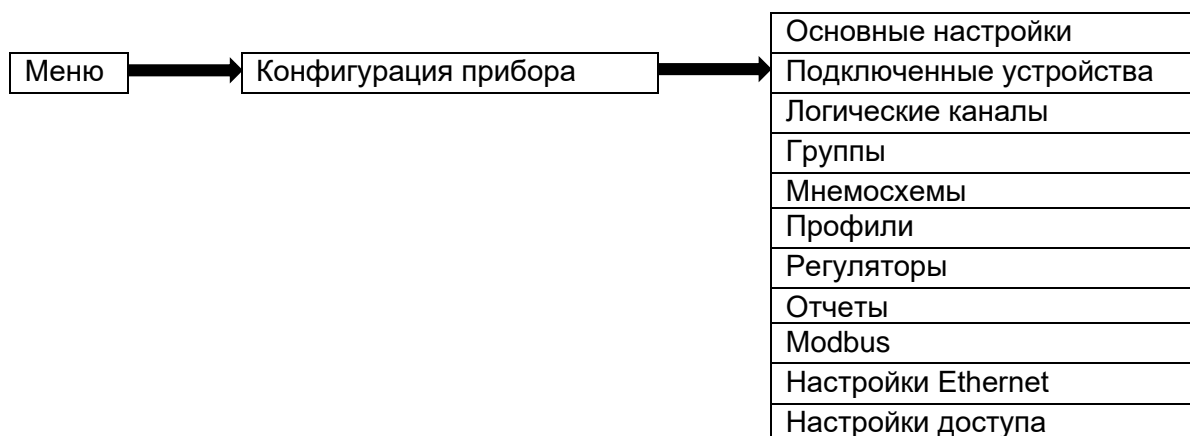 Меню
Конфигурация прибора
Основные настройки
Подключенные устройства
Логические каналы
Группы
Мнемосхемы
Профили
Регуляторы
Отчеты
Modbus
Настройки Ethernet
Настройки доступа